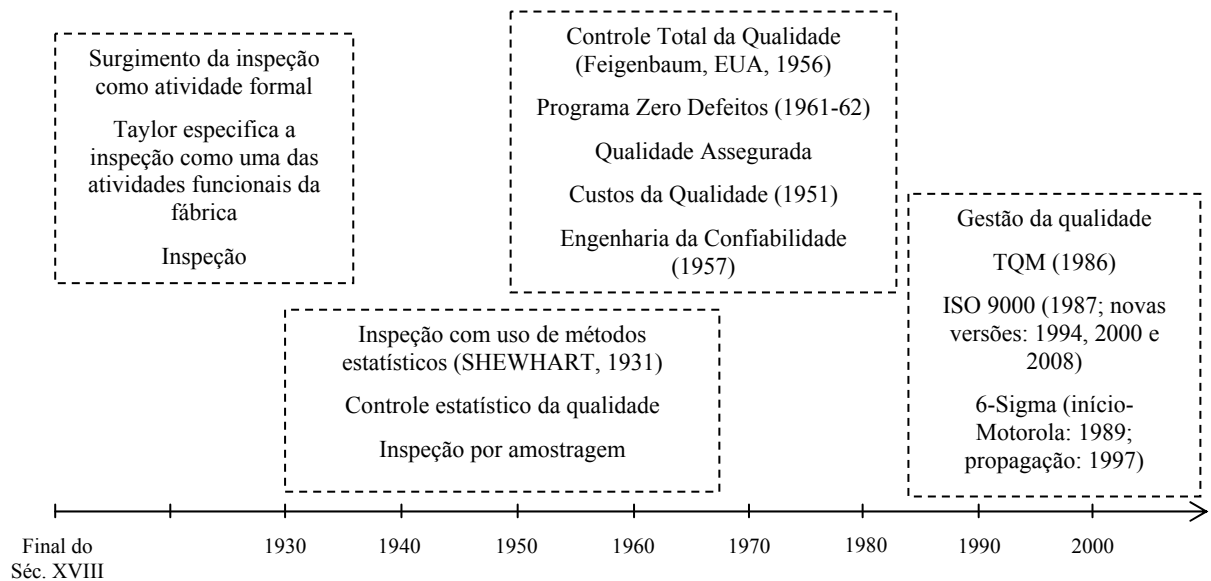 Surgimento da inspeção
como atividade formal
Taylor especifica a
inspeção como uma das
atividades funcionais da
fábrica
Inspeção
Inspeção com uso de métodos
estatísticos (SHEWHART, 1931)
Controle estatístico da qualidade
Inspeção por amostragem
Controle Total da Qualidade
(Feigenbaum, EUA, 1956)
Programa Zero Defeitos (1961-62)
Qualidade Assegurada
Custos da Qualidade (1951)
Engenharia da Confiabilidade
(1957)
Gestão da qualidade
TQM (1986)
ISO 9000 (1987; novas
versões: 1994, 2000 e
2008)
6-Sigma (início-
Motorola: 1989;
propagação: 1997)
Final do
Séc. XVIII
1930
1940
1950
1960
1970
1980
1990
2000